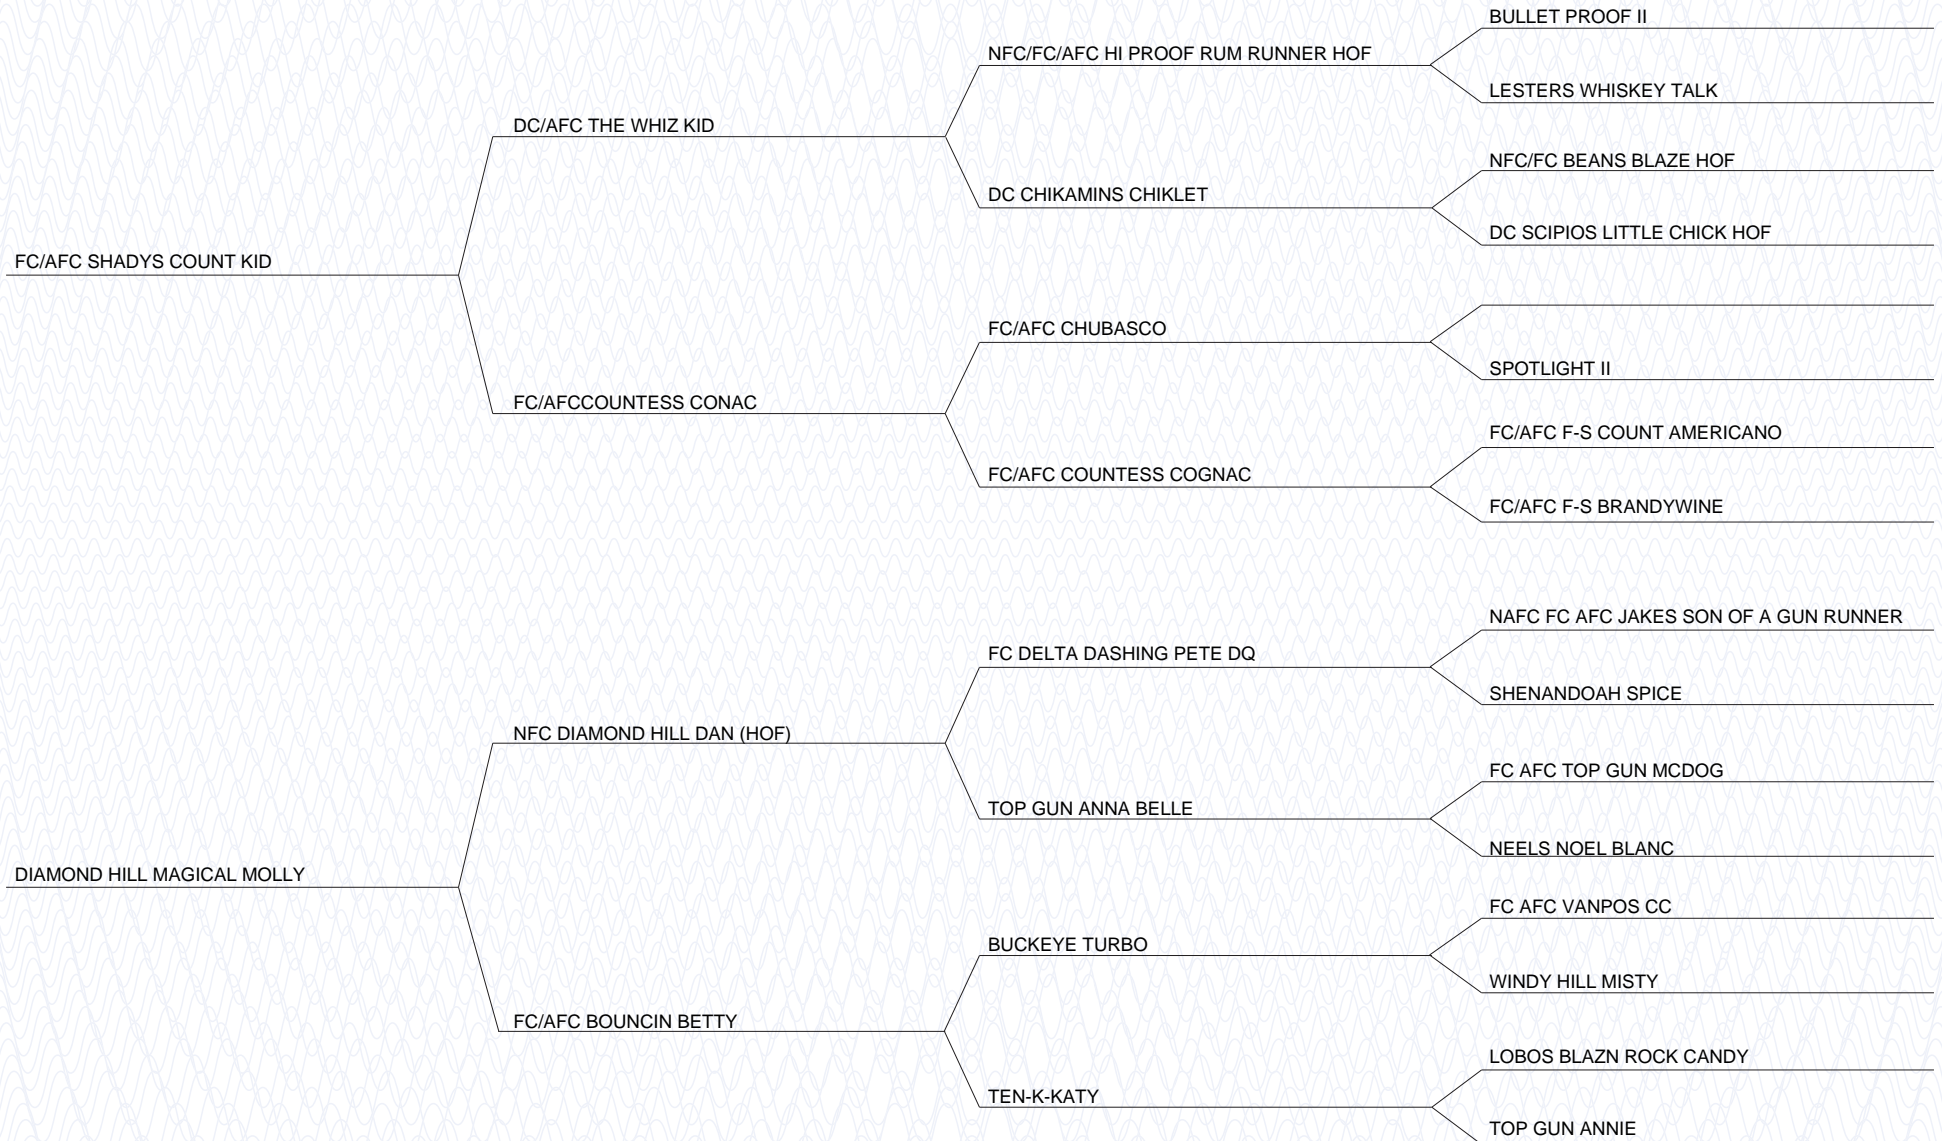 BULLET PROOF II
NFC/FC/AFC HI PROOF RUM RUNNER HOF
LESTERS WHISKEY TALK
DC/AFC THE WHIZ KID
NFC/FC BEANS BLAZE HOF
DC CHIKAMINS CHIKLET
DC SCIPIOS LITTLE CHICK HOF
FC/AFC SHADYS COUNT KID
FC/AFC CHUBASCO
SPOTLIGHT II
FC/AFCCOUNTESS CONAC
FC/AFC F-S COUNT AMERICANO
FC/AFC COUNTESS COGNAC
FC/AFC F-S BRANDYWINE
NAFC FC AFC JAKES SON OF A GUN RUNNER
FC DELTA DASHING PETE DQ
SHENANDOAH SPICE
NFC DIAMOND HILL DAN (HOF)
FC AFC TOP GUN MCDOG
TOP GUN ANNA BELLE
NEELS NOEL BLANC
DIAMOND HILL MAGICAL MOLLY
FC AFC VANPOS CC
BUCKEYE TURBO
WINDY HILL MISTY
FC/AFC BOUNCIN BETTY
LOBOS BLAZN ROCK CANDY
TEN-K-KATY
TOP GUN ANNIE